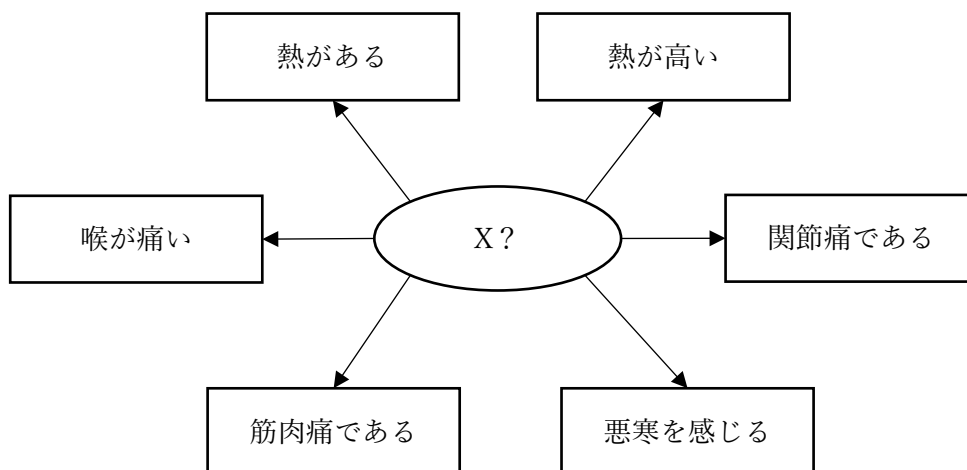 熱がある
熱が高い
喉が痛い
X？
関節痛である
筋肉痛である
悪寒を感じる